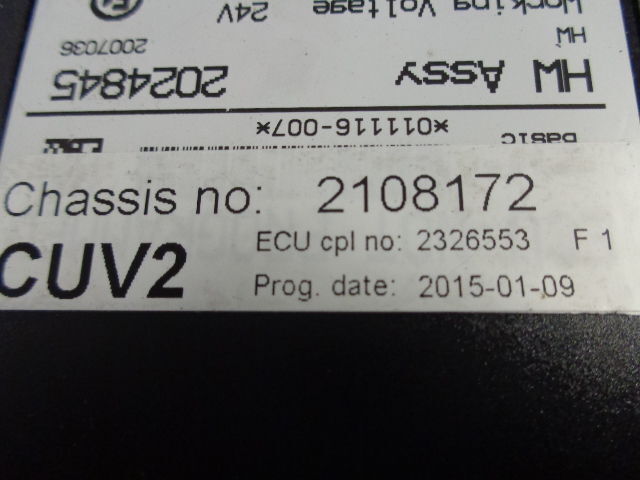 Chassis no: 2108172
CUV2
ECU cpl no: 2326553 F 1
Prog. date: 2015-01-09
basic
*011116-007*
HW Assy 2024845
HW 2007036
Working Voltage 24V